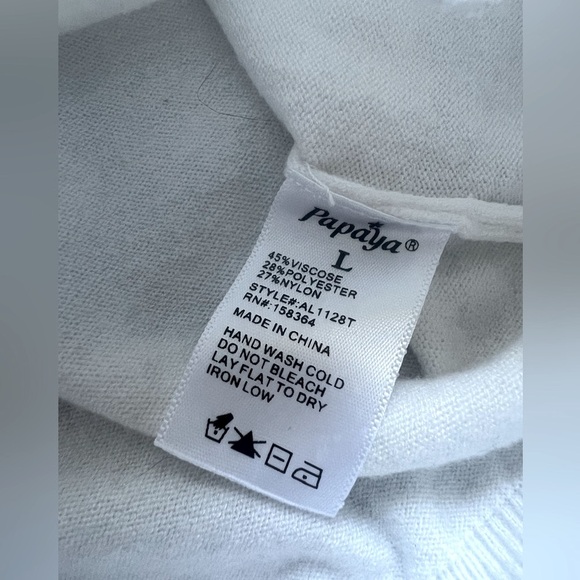 Papaya®
L
45%VISCOSE
28%POLYESTER
27%NYLON
STYLE#:AL1128T
RN#:158364
MADE IN CHINA
HAND WASH COLD
DO NOT BLEACH
LAY FLAT TO DRY
IRON LOW